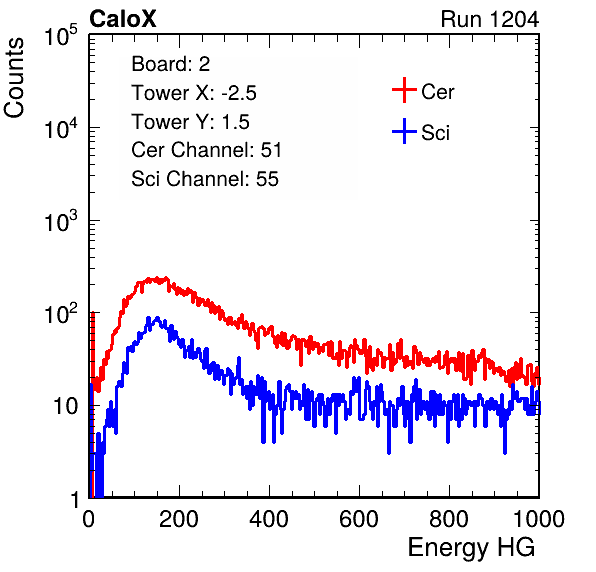 CaloX Run 1204
Counts
Board: 2
Tower X: -2.5
Tower Y: 1.5
Cer Channel: 51
Sci Channel: 55
Cer
Sci
10^5
10^4
10^3
10^2
10
1
0 200 400 600 800 1000
Energy HG